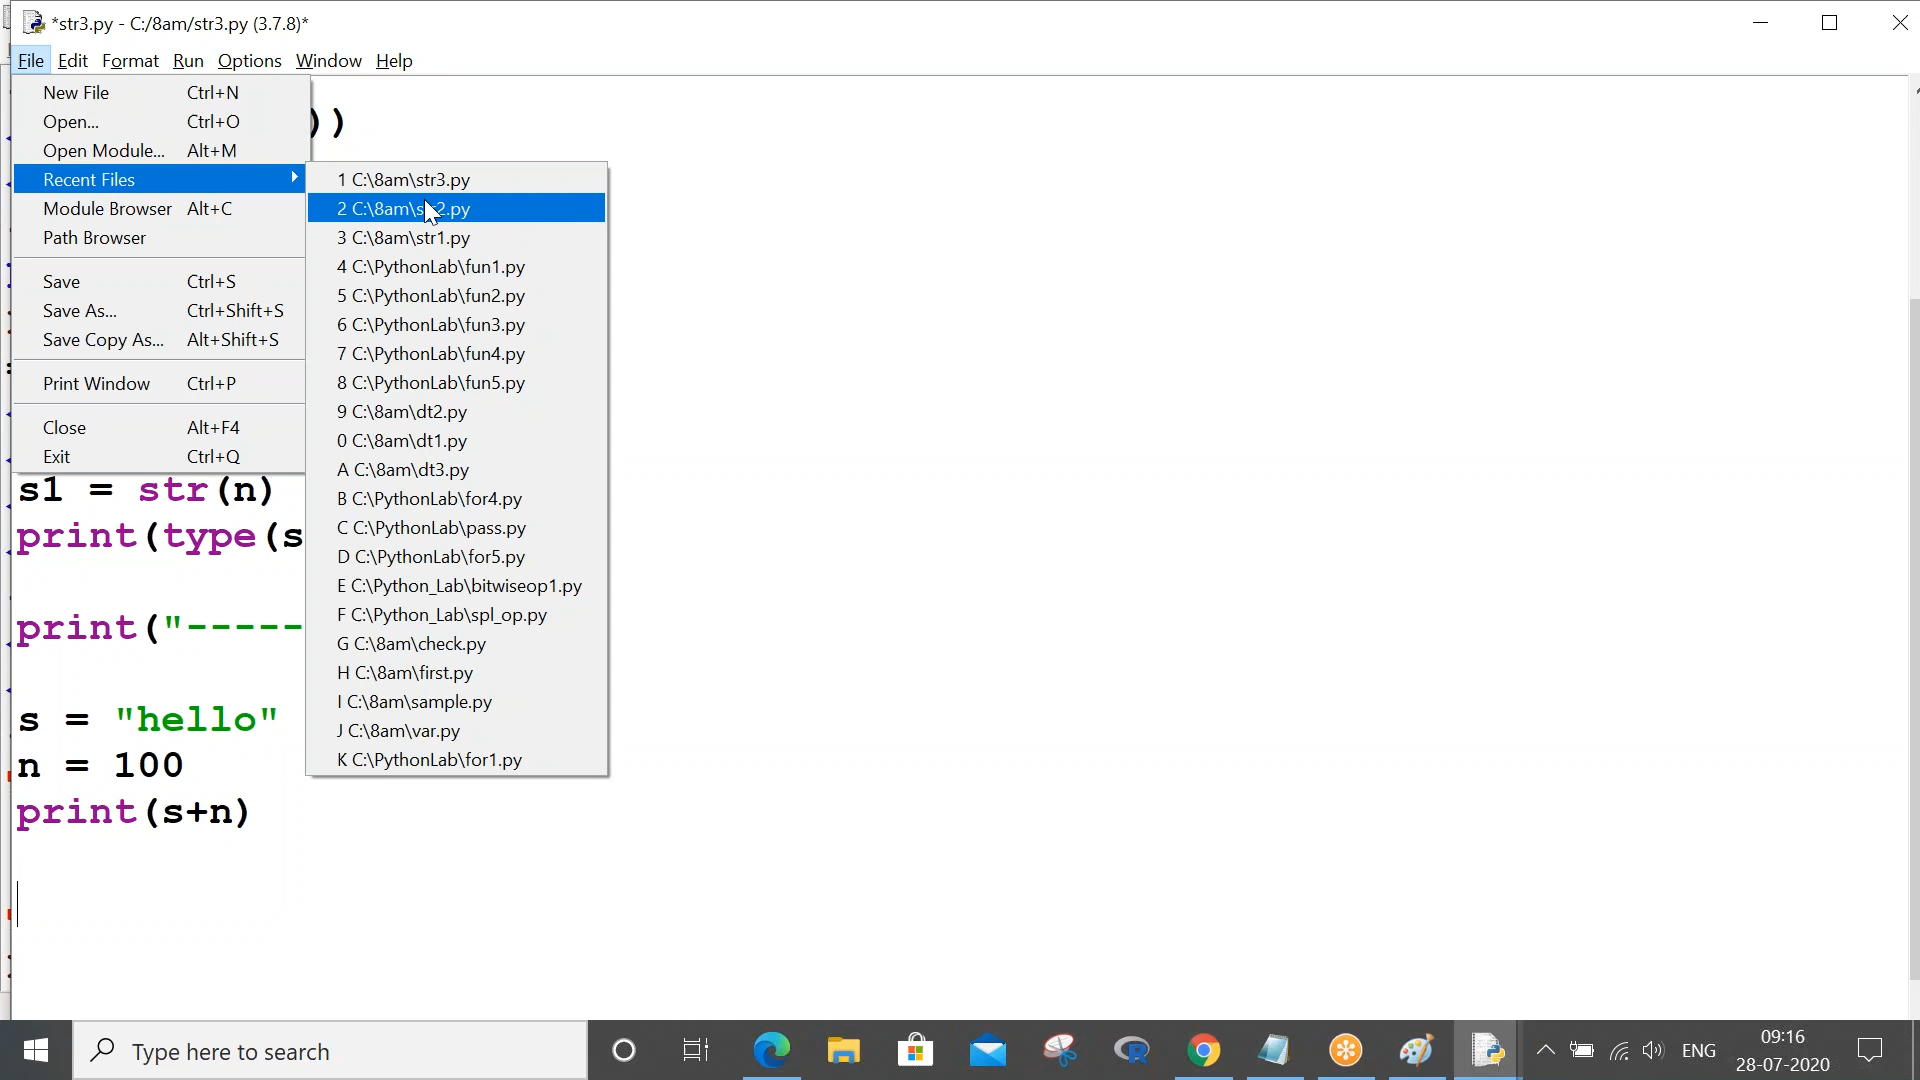 *str3.py - C:/8am/str3.py (3.7.8)*
File Edit Format Run Options Window Help
New File Ctrl+N
Open... Ctrl+O
Open Module... Alt+M
Recent Files
Module Browser Alt+C
Path Browser
Save Ctrl+S
Save As... Ctrl+Shift+S
Save Copy As... Alt+Shift+S
Print Window Ctrl+P
Close Alt+F4
Exit Ctrl+Q
1 C:\8am\str3.py
2 C:\8am\str2.py
3 C:\8am\str1.py
4 C:\PythonLab\fun1.py
5 C:\PythonLab\fun2.py
6 C:\PythonLab\fun3.py
7 C:\PythonLab\fun4.py
8 C:\PythonLab\fun5.py
9 C:\8am\dt2.py
0 C:\8am\dt1.py
A C:\8am\dt3.py
B C:\PythonLab\for4.py
C C:\PythonLab\pass.py
D C:\PythonLab\for5.py
E C:\Python_Lab\bitwiseop1.py
F C:\Python_Lab\spl_op.py
G C:\8am\check.py
H C:\8am\first.py
I C:\8am\sample.py
J C:\8am\var.py
K C:\PythonLab\for1.py
))
s1 = str(n)
print(type(s
print("-----
s = "hello"
n = 100
print(s+n)
Type here to search
ENG
09:16
28-07-2020